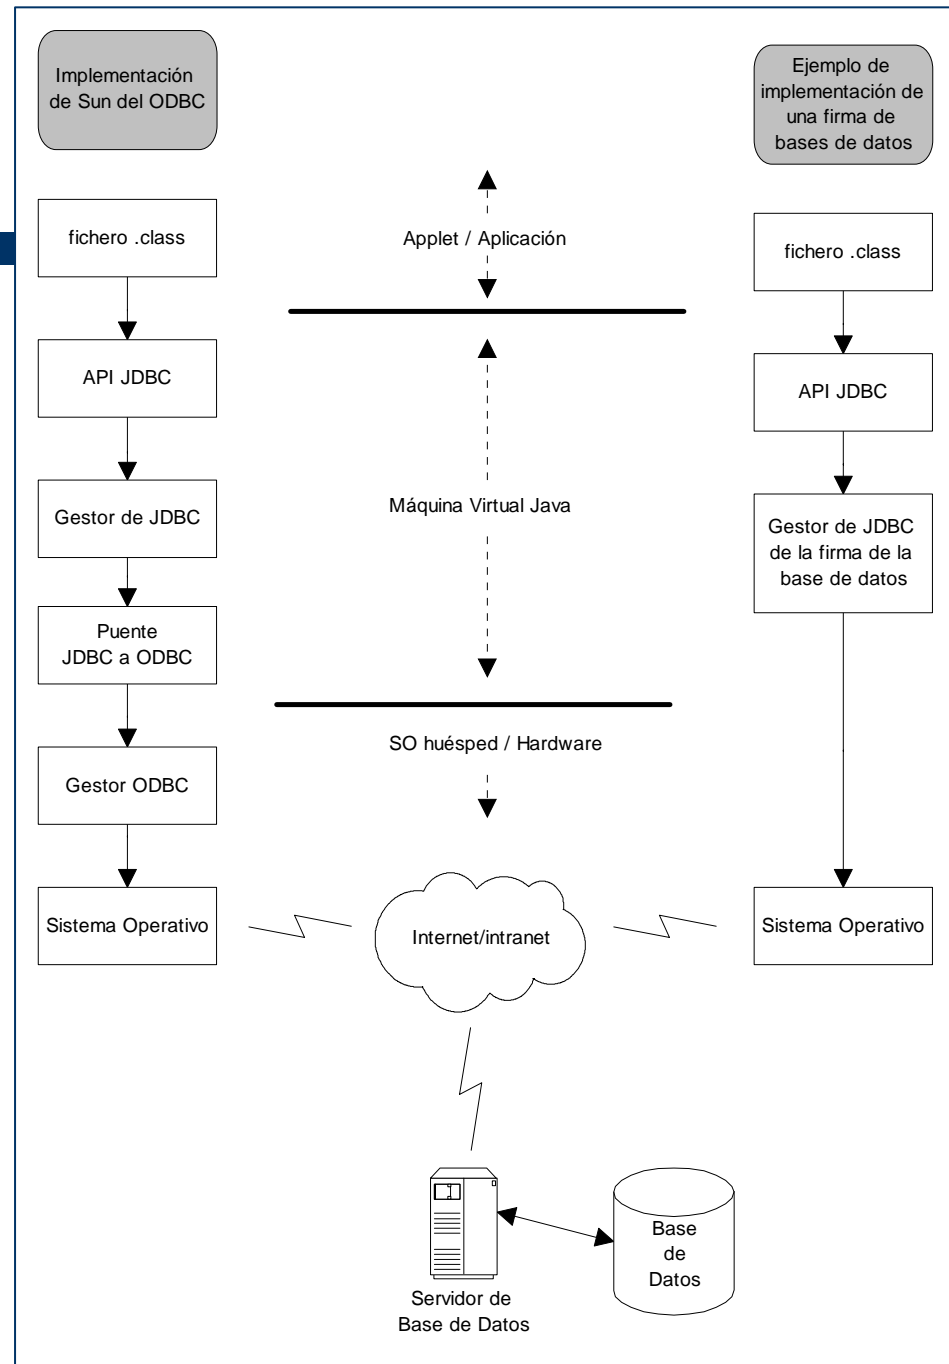 Implementación
de Sun del ODBC
fichero .class
API JDBC
Gestor de JDBC
Puente
JDBC a ODBC
Gestor ODBC
Sistema Operativo
Applet / Aplicación
Máquina Virtual Java
SO huésped / Hardware
Internet/intranet
Servidor de
Base de Datos
Base
de
Datos
Ejemplo de
implementación de
una firma de
bases de datos
fichero .class
API JDBC
Gestor de JDBC
de la firma de la
base de datos
Sistema Operativo